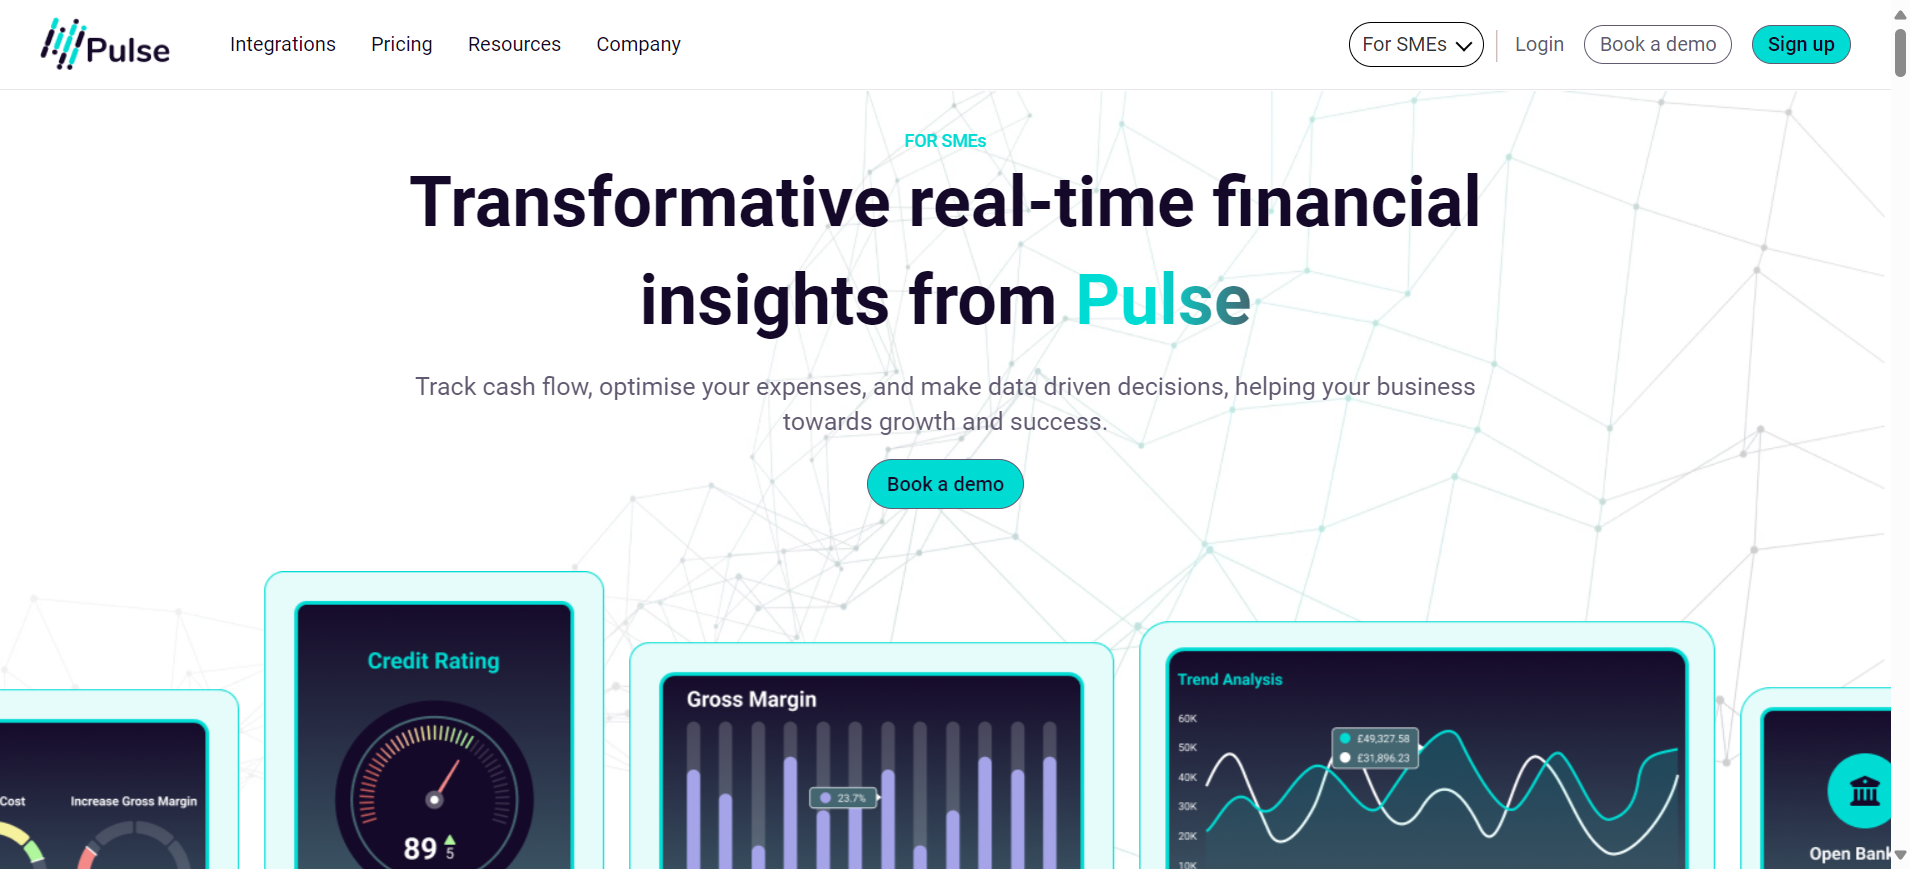 Pulse
Integrations
Pricing
Resources
Company
For SMEs
Login
Book a demo
Sign up
FOR SMEs
Transformative real-time financial
insights from Pulse
Track cash flow, optimise your expenses, and make data driven decisions, helping your business
towards growth and success.
Book a demo
Cost
Increase Gross Margin
Credit Rating
89
5
Gross Margin
23.7%
Trend Analysis
60K
50K
40K
30K
20K
10K
£49,327.58
£31,896.23
Open Bank